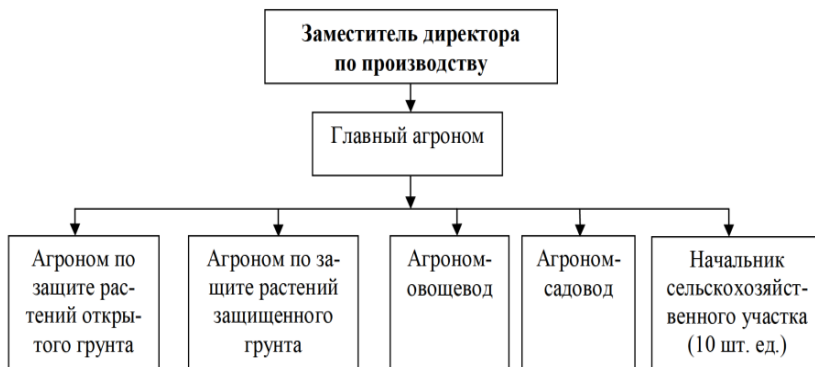 Заместитель директора
по производству
Главный агроном
Агроном по
защите рас-
тений откры-
того грунта
Агроном по за-
щите растений
защищенного
грунта
Агроном-
овощевод
Агроном-
садовод
Начальник
сельскохозяйст-
венного участка
(10 шт. ед.)